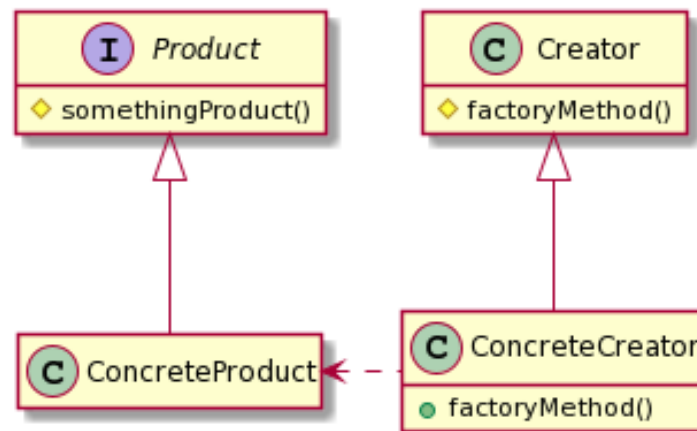 I Product
somethingProduct()
C Creator
factoryMethod()
C ConcreteProduct
C ConcreteCreator
factoryMethod()